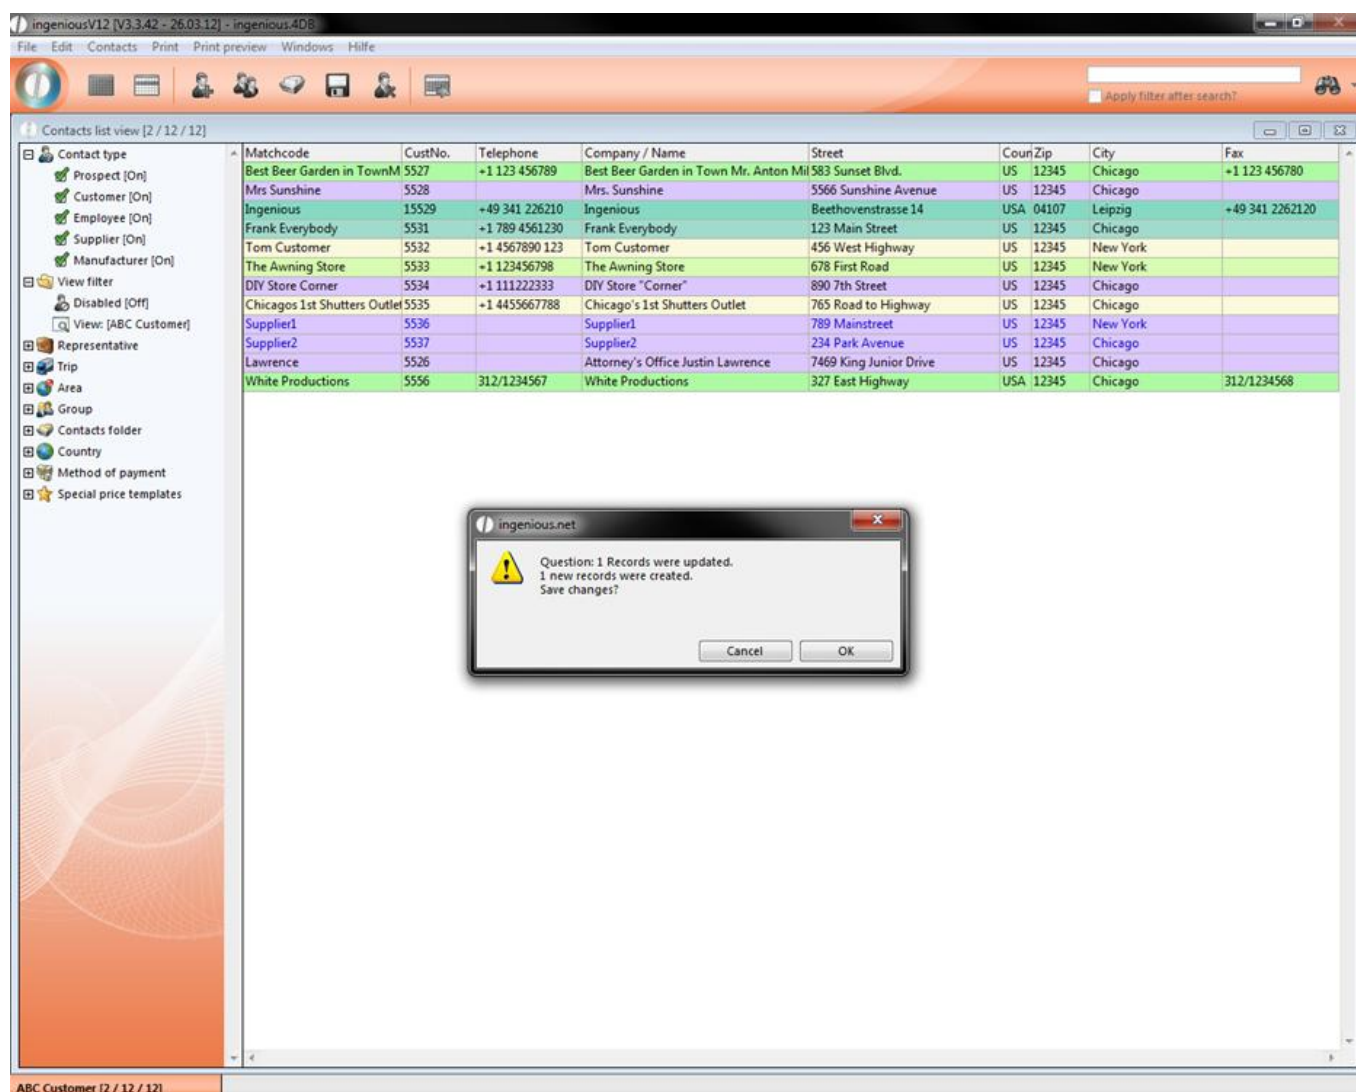 ingeniousV12 [V3.3.42 - 26.03.12] - ingenious.4DB
File Edit Contacts Print Print preview Windows Hilfe
Apply filter after search?
Contacts list view [2 / 12 / 12]
Contact type
Prospect [On]
Customer [On]
Employee [On]
Supplier [On]
Manufacturer [On]
View filter
Disabled [Off]
View: [ABC Customer]
Representative
Trip
Area
Group
Contacts folder
Country
Method of payment
Special price templates
Matchcode CustNo. Telephone Company / Name Street Coun Zip City Fax
Best Beer Garden in TownM 5527 +1 123 456789 Best Beer Garden in Town Mr. Anton Mil 583 Sunset Blvd. US 12345 Chicago +1 123 456780
Mrs Sunshine 5528 Mrs. Sunshine 5566 Sunshine Avenue US 12345 Chicago
Ingenious 15529 +49 341 226210 Ingenious Beethovenstrasse 14 USA 04107 Leipzig +49 341 2262120
Frank Everybody 5531 +1 789 4561230 Frank Everybody 123 Main Street US 12345 Chicago
Tom Customer 5532 +1 4567890 123 Tom Customer 456 West Highway US 12345 New York
The Awning Store 5533 +1 123456798 The Awning Store 678 First Road US 12345 New York
DIY Store Corner 5534 +1 111222333 DIY Store "Corner" 890 7th Street US 12345 Chicago
Chicagos 1st Shutters Outlet 5535 +1 4455667788 Chicago's 1st Shutters Outlet 765 Road to Highway US 12345 Chicago
Supplier1 5536 Supplier1 789 Mainstreet US 12345 New York
Supplier2 5537 Supplier2 234 Park Avenue US 12345 Chicago
Lawrence 5526 Attorney's Office Justin Lawrence 7469 King Junior Drive US 12345 Chicago
White Productions 5556 312/1234567 White Productions 327 East Highway USA 12345 Chicago 312/1234568
ingenious.net
Question: 1 Records were updated.
1 new records were created.
Save changes?
Cancel OK
ABC Customer [2 / 12 / 12]